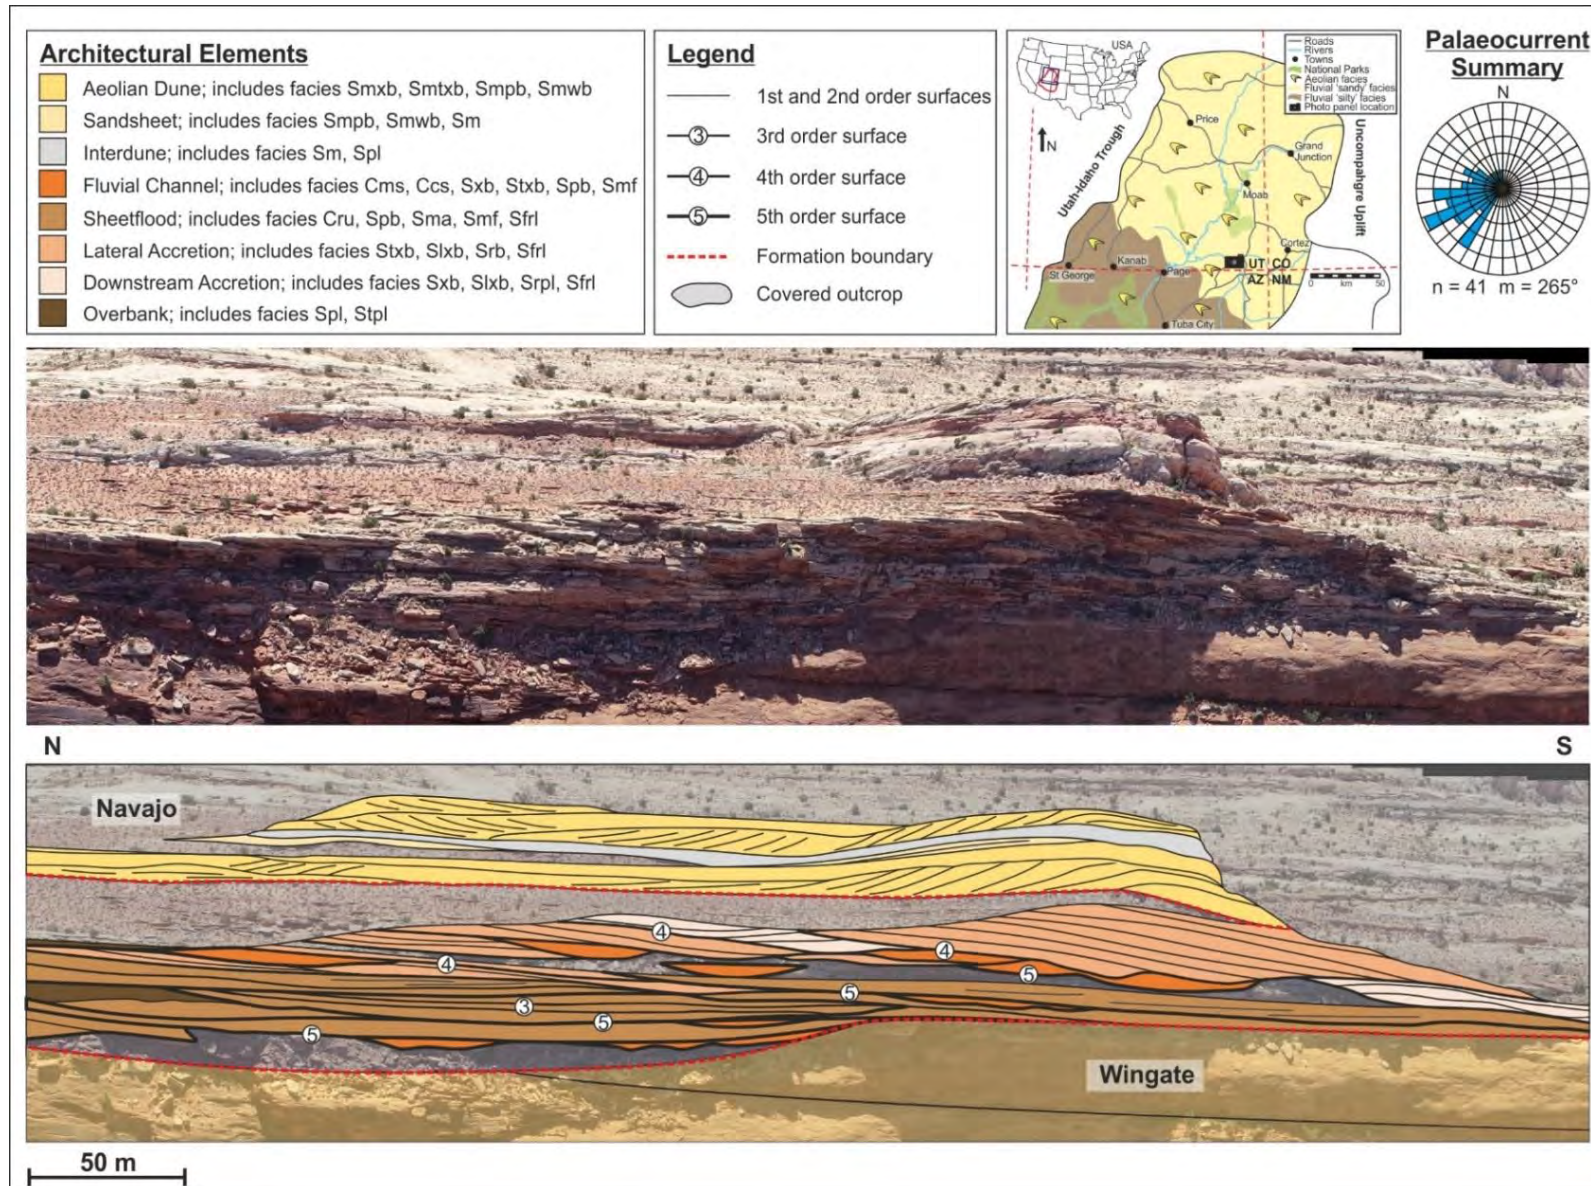 Architectural Elements
Aeolian Dune; includes facies Smxb, Smtxb, Smpb, Smwb
Sandsheet; includes facies Smpb, Smwb, Sm
Interdune; includes facies Sm, Spl
Fluvial Channel; includes facies Cms, Ccs, Sxb, Stxb, Spb, Smf
Sheetflood; includes facies Cru, Spb, Sma, Smf, Sfrl
Lateral Accretion; includes facies Stxb, Slxb, Srb, Sfrl
Downstream Accretion; includes facies Sxb, Slxb, Srpl, Sfrl
Overbank; includes facies Spl, Stpl
Legend
1st and 2nd order surfaces
3 3rd order surface
4 4th order surface
5 5th order surface
Formation boundary
Covered outcrop
USA
N
Roads
Rivers
Towns
National Parks
Aeolian facies
Fluvial 'sandy' facies
Fluvial 'silty' facies
Photo panel location
Utah-Idaho Trough
Uncompahgre Uplift
Price
Grand
Junction
Moab
Cortez
St George
Kanab
Page
UT CO
AZ NM
Tuba City
0 km 50
Palaeocurrent
Summary
N
n = 41 m = 265°
N
S
Navajo
4
4
4
5
5
3
5
5
Wingate
50 m